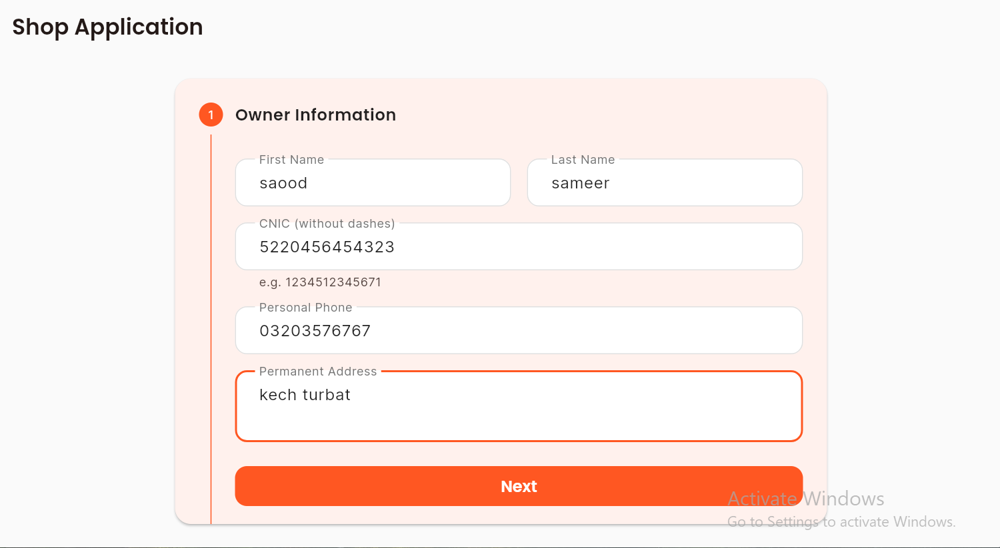 Shop Application
1 Owner Information
First Name Last Name
saood sameer
CNIC (without dashes)
5220456454323
e.g. 1234512345671
Personal Phone
03203576767
Permanent Address
kech turbat
Next
Activate Windows
Go to Settings to activate Windows.